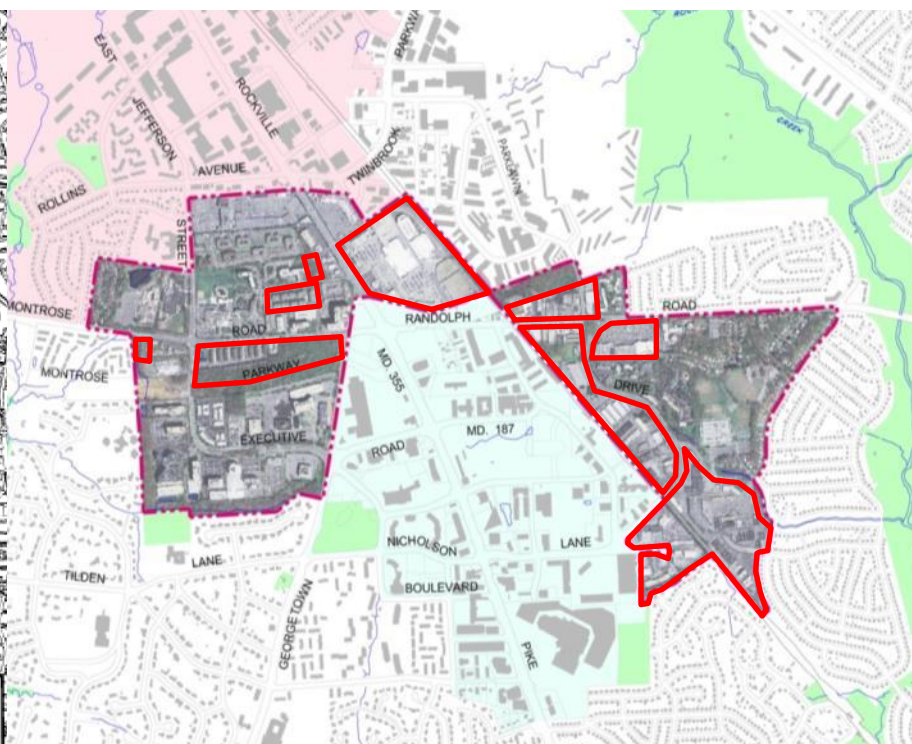 EAST
JEFFERSON
ROCKVILLE
PARKWAY
TWINBROOK
PARKLAWN
CREEK
AVENUE
ROLLINS
STREET
MONTROSE
ROAD
ROAD
RANDOLPH
MONTROSE
PARKWAY
MD. 355
DRIVE
MD. 187
EXECUTIVE
ROAD
NICHOLSON
LANE
LANE
TILDEN
BOULEVARD
GEORGETOWN
PIKE